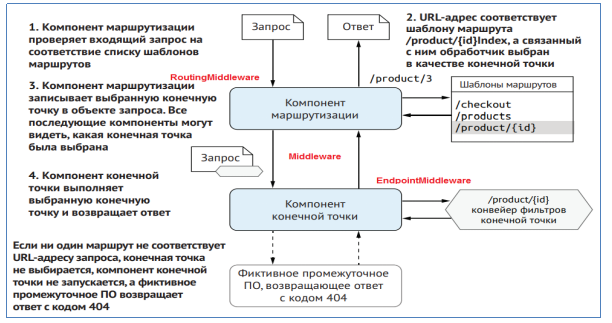 1. Компонент маршрутизации
проверяет входящий запрос на
соответствие списку шаблонов
маршрутов
Запрос
Ответ
2. URL-адрес соответствует
шаблону маршрута
/product/{id}Index, а связанный
с ним обработчик выбран
в качестве конечной точки
RoutingMiddleware
/product/3
3. Компонент маршрутизации
записывает выбранную конечную
точку в объекте запроса. Все
последующие компоненты могут
видеть, какая конечная точка
была выбрана
Компонент
маршрутизации
Шаблоны маршрутов
/checkout
/products
/product/{id}
Запрос
Middleware
4. Компонент конечной
точки выполняет
выбранную конечную
точку и возвращает ответ
EndpointMiddleware
Компонент
конечной точки
/product/{id}
конвейер фильтров
конечной точки
Если ни один маршрут не соответствует
URL-адресу запроса, конечная точка
не выбирается, компонент конечной
точки не запускается, а фиктивное
промежуточное ПО возвращает
ответ с кодом 404
Фиктивное промежуточное
ПО, возвращающее ответ
с кодом 404